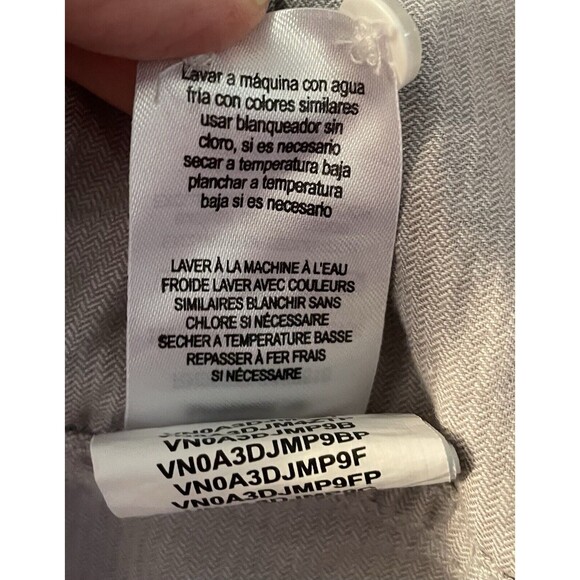 Lavar a máquina con agua
fria con colores similares
usar blanqueador sin
cloro, si es necesario
secar a temperatura baja
planchar a temperatura
baja si es necesario
LAVER À LA MACHINE À L'EAU
FROIDE LAVER AVEC COULEURS
SIMILAIRES BLANCHIR SANS
CHLORE SI NÉCESSAIRE
SECHER A TEMPERATURE BASSE
REPASSER À FER FRAIS
SI NÉCESSAIRE
VN0A3DJMP9B
VN0A3DJMP9BP
VN0A3DJMP9F
VN0A3DJMP9FP